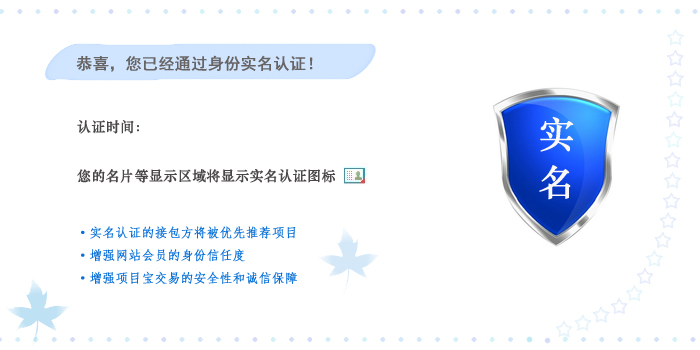 恭喜，您已经通过身份实名认证！
认证时间：
您的名片等显示区域将显示实名认证图标
实名
·实名认证的接包方将被优先推荐项目
·增强网站会员的身份信任度
·增强项目宝交易的安全性和诚信保障